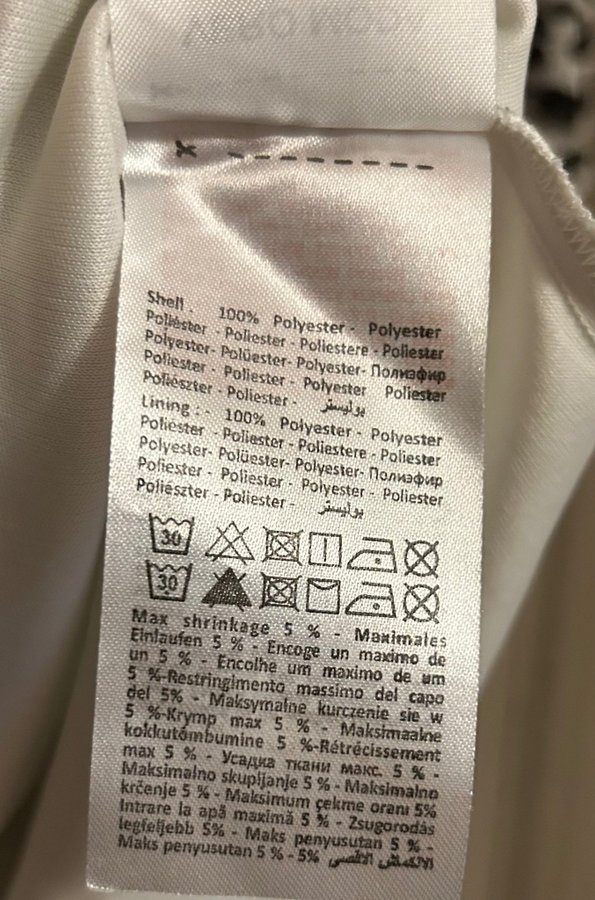 Shell . 100% Polyester - Polyester
Poliéster - Poliester - Poliestere - Poliester
Polyester- Polüester- Polyester- Полиэфир
Poliester - Poliester - Polyester Poliester
Poliészter - Poliester - بوليستر
Lining : - 100% Polyester - Polyester
Poliéster - Poliester - Poliestere - Poliester
Polyester- Polüester- Polyester- Полиэфир
Poliester - Poliester - Polyester - Poliester
Poliészter - Poliester - بوليستر
30
30
Max shrinkage 5 % - Maximales
Einlaufen 5 % - Encoge un maximo de
un 5 % - Encolhe um maximo de um
5 %-Restringimento massimo del capo
del 5% - Maksymalne kurczenie sie w
5 %-Krymp max 5 % - Maksimaalne
kokkutõmbumine 5 %-Rétrécissement
max 5 % - Усадка ткани макс. 5 % -
Maksimalno skupljanje 5 % - Maksimalno
krčenje 5 % - Maksimum çekme oranı 5%
Intrare la apă maximă 5 % - Zsugorodás
legfeljebb 5% - Maks penyusutan 5 % -
Maks penyusutan 5 % - 5% الانكماش الأقصى